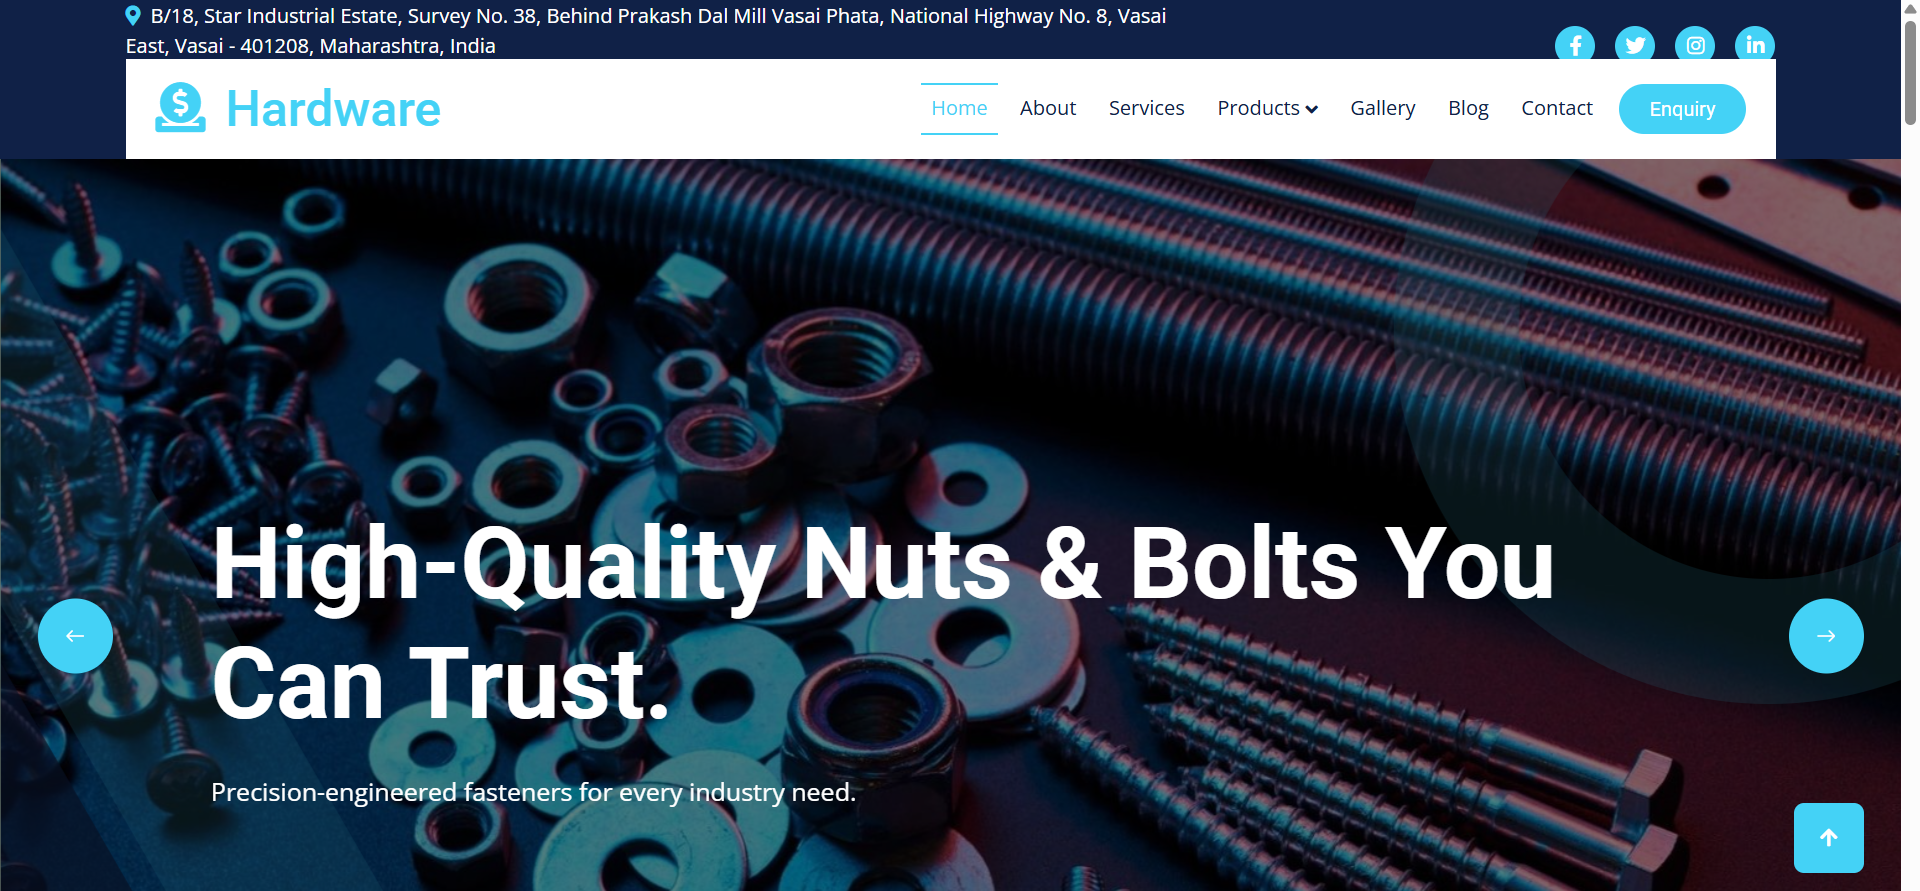 B/18, Star Industrial Estate, Survey No. 38, Behind Prakash Dal Mill Vasai Phata, National Highway No. 8, Vasai
East, Vasai - 401208, Maharashtra, India
Hardware
Home About Services Products Gallery Blog Contact Enquiry
High-Quality Nuts & Bolts You
Can Trust.
Precision-engineered fasteners for every industry need.